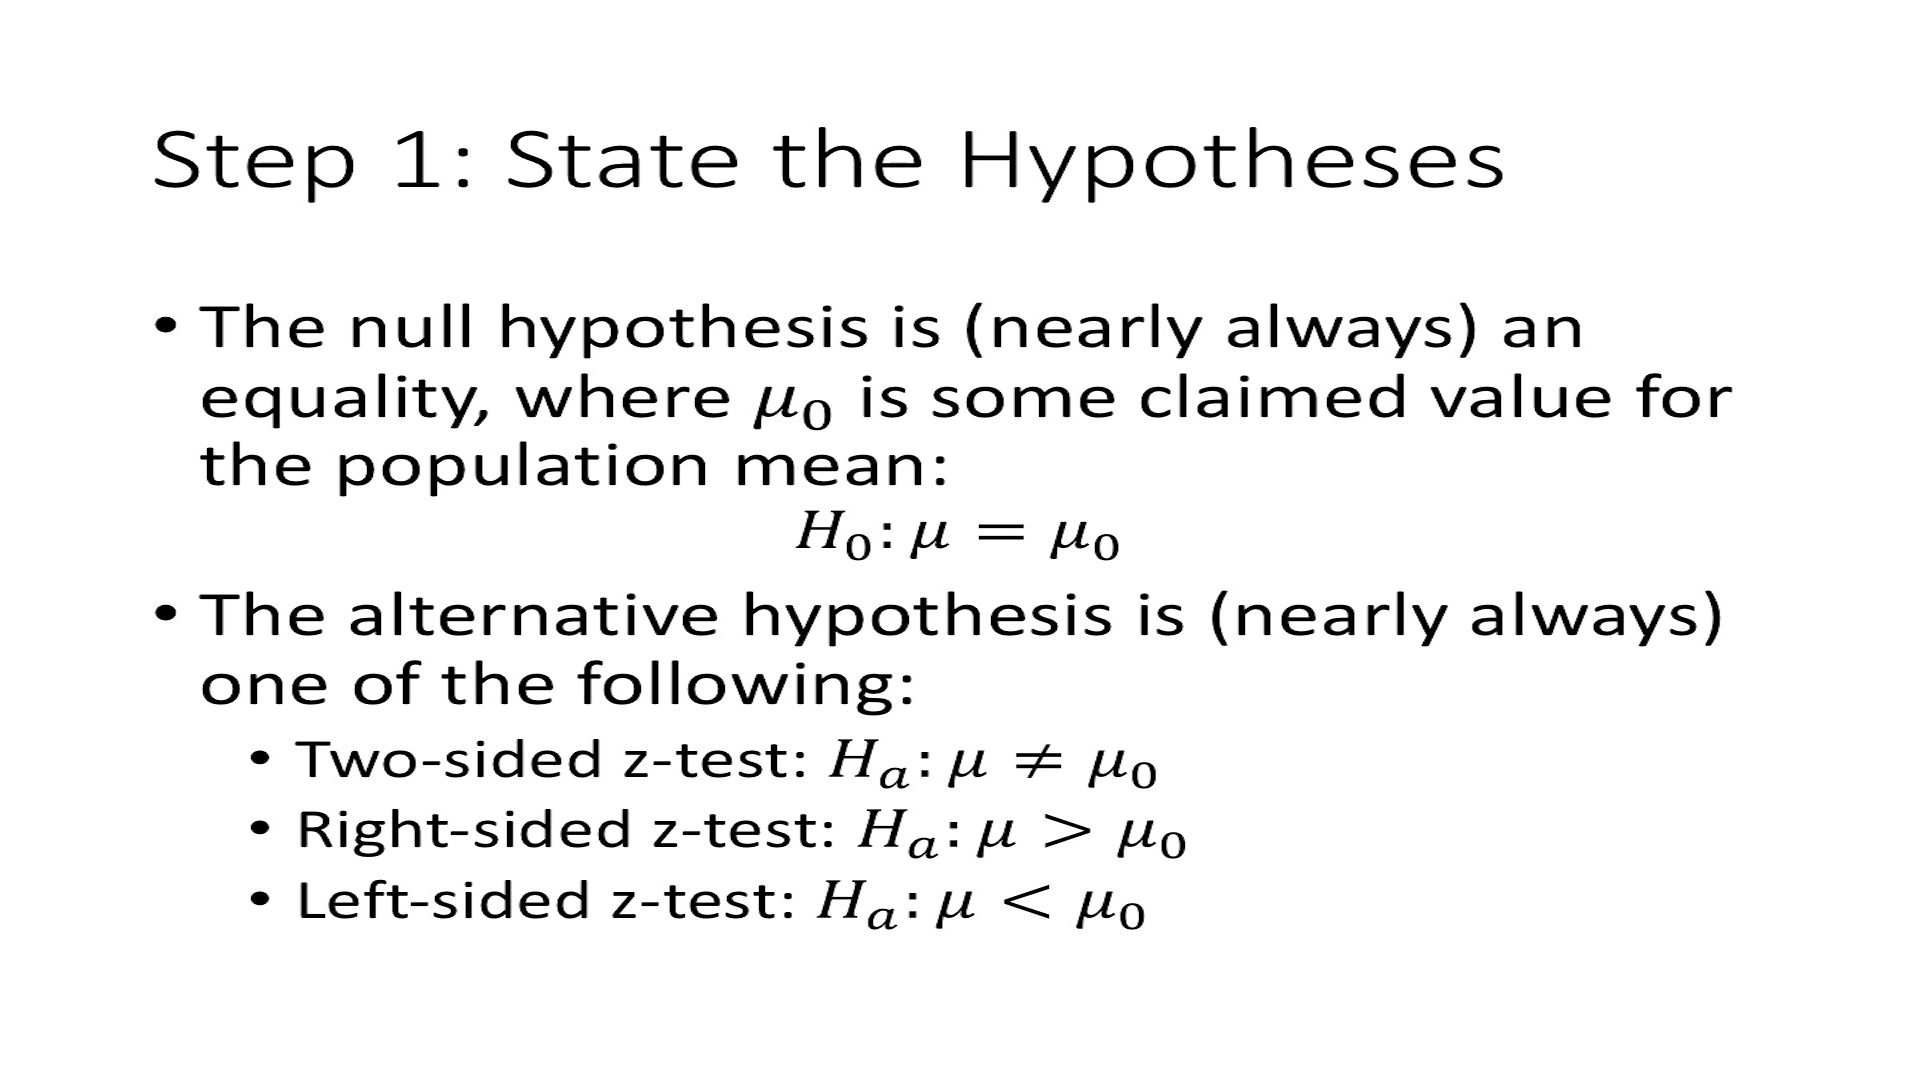 Step 1: State the Hypotheses
• The null hypothesis is (nearly always) an
equality, where μ₀ is some claimed value for
the population mean:
H₀: μ = μ₀
• The alternative hypothesis is (nearly always)
one of the following:
• Two-sided z-test: Hₐ: μ ≠ μ₀
• Right-sided z-test: Hₐ: μ > μ₀
• Left-sided z-test: Hₐ: μ < μ₀